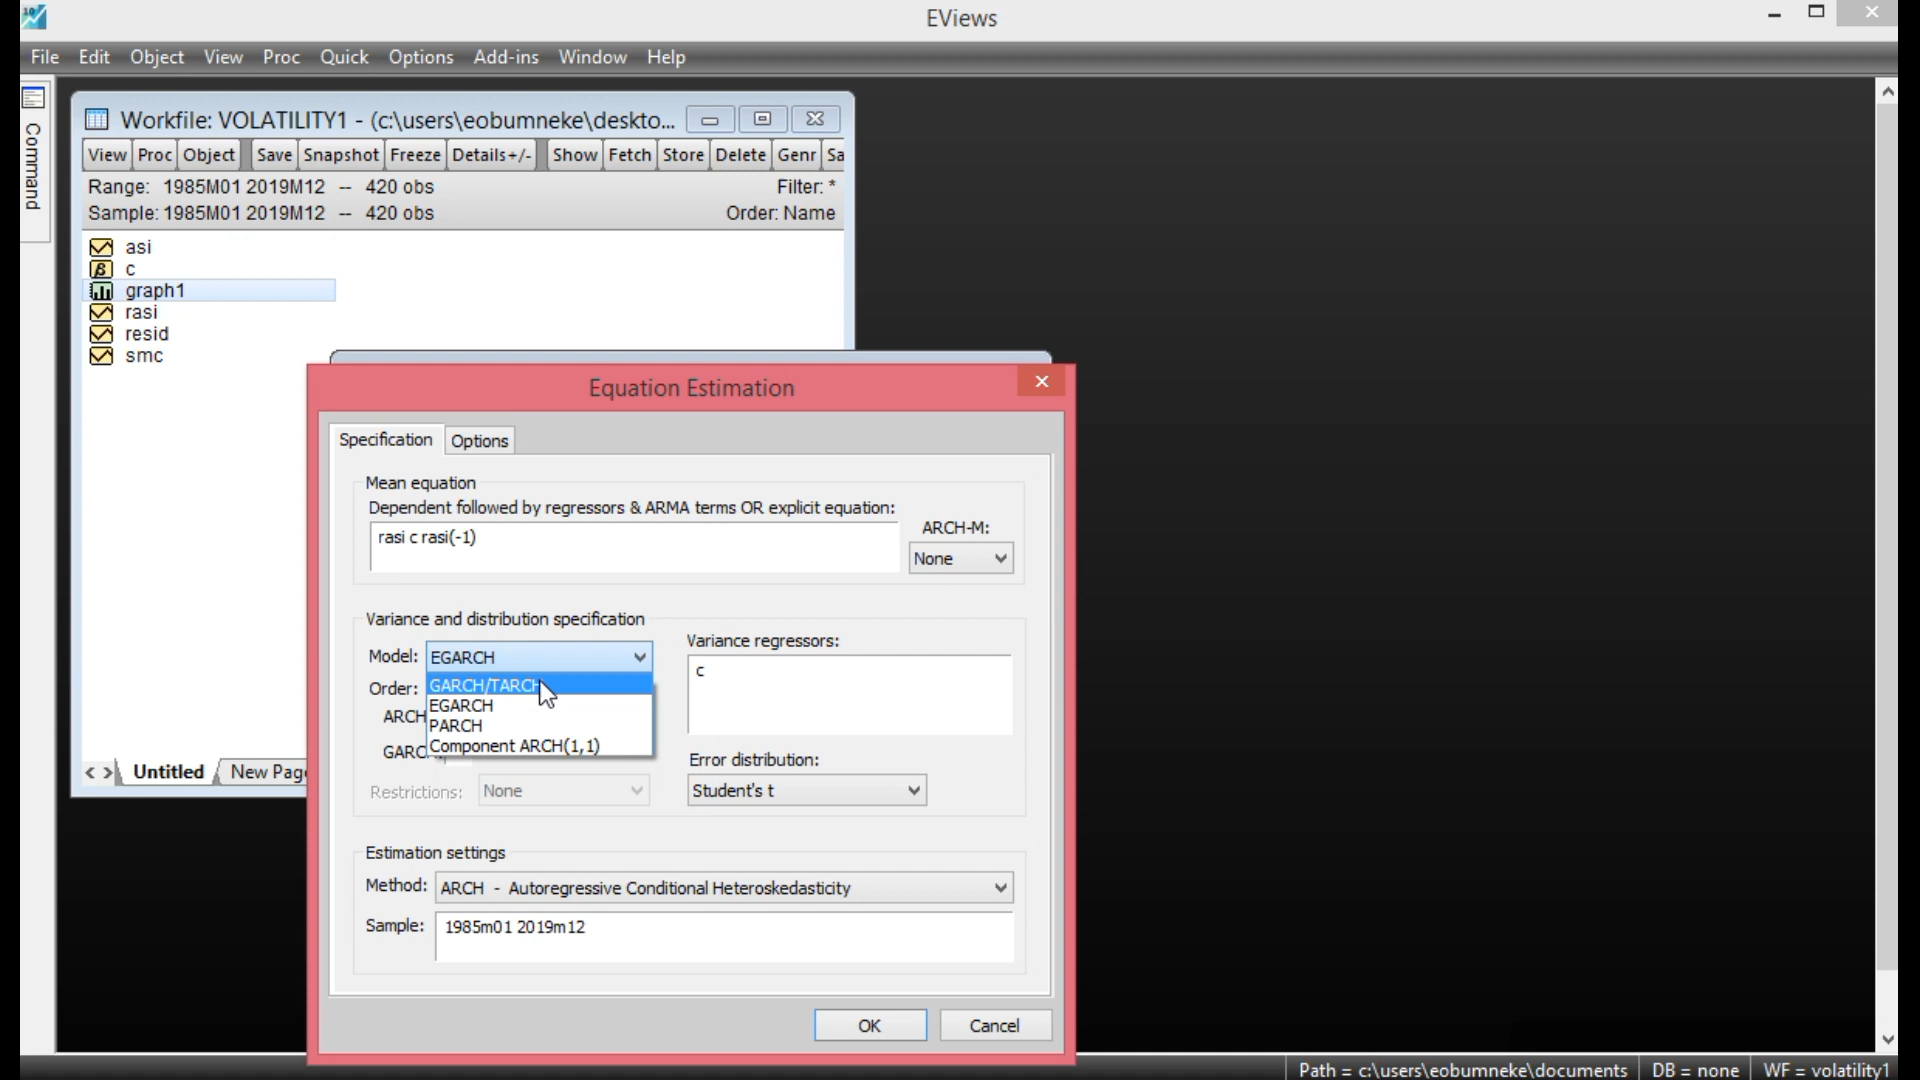 10
EViews
File Edit Object View Proc Quick Options Add-ins Window Help
Command
Workfile: VOLATILITY1 - (c:\users\eobumneke\deskto...
View Proc Object Save Snapshot Freeze Details+/- Show Fetch Store Delete Genr Sa
Range: 1985M01 2019M12 -- 420 obs Filter: *
Sample: 1985M01 2019M12 -- 420 obs Order: Name
asi
β c
graph1
rasi
resid
smc
< > Untitled New Page
Equation Estimation
Specification Options
Mean equation
Dependent followed by regressors & ARMA terms OR explicit equation:
rasi c rasi(-1)
ARCH-M:
None
Variance and distribution specification
Model: EGARCH
Order: GARCH/TARCH
EGARCH
ARCH
PARCH
GARC
Component ARCH(1,1)
Restrictions: None
Variance regressors:
c
Error distribution:
Student's t
Estimation settings
Method: ARCH - Autoregressive Conditional Heteroskedasticity
Sample: 1985m01 2019m12
OK Cancel
Path = c:\users\eobumneke\documents DB = none WF = volatility1